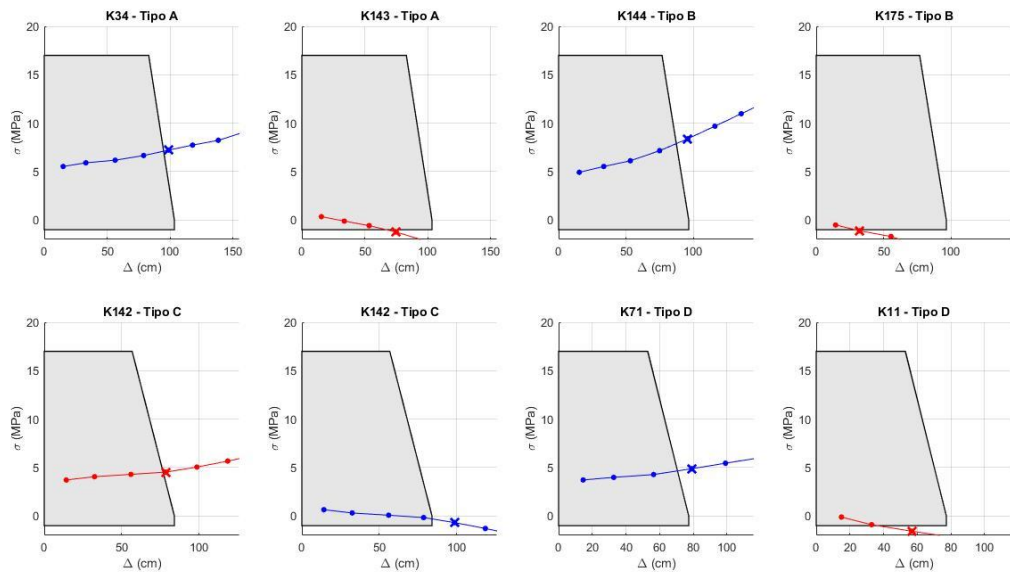 K34 - Tipo A
σ (MPa)
20
15
10
5
0
0 50 100 150
Δ (cm)
K143 - Tipo A
σ (MPa)
20
15
10
5
0
0 50 100 150
Δ (cm)
K144 - Tipo B
σ (MPa)
20
15
10
5
0
0 50 100
Δ (cm)
K175 - Tipo B
σ (MPa)
20
15
10
5
0
0 50 100
Δ (cm)
K142 - Tipo C
σ (MPa)
20
15
10
5
0
0 50 100
Δ (cm)
K142 - Tipo C
σ (MPa)
20
15
10
5
0
0 50 100
Δ (cm)
K71 - Tipo D
σ (MPa)
20
15
10
5
0
0 20 40 60 80 100
Δ (cm)
K11 - Tipo D
σ (MPa)
20
15
10
5
0
0 20 40 60 80 100
Δ (cm)